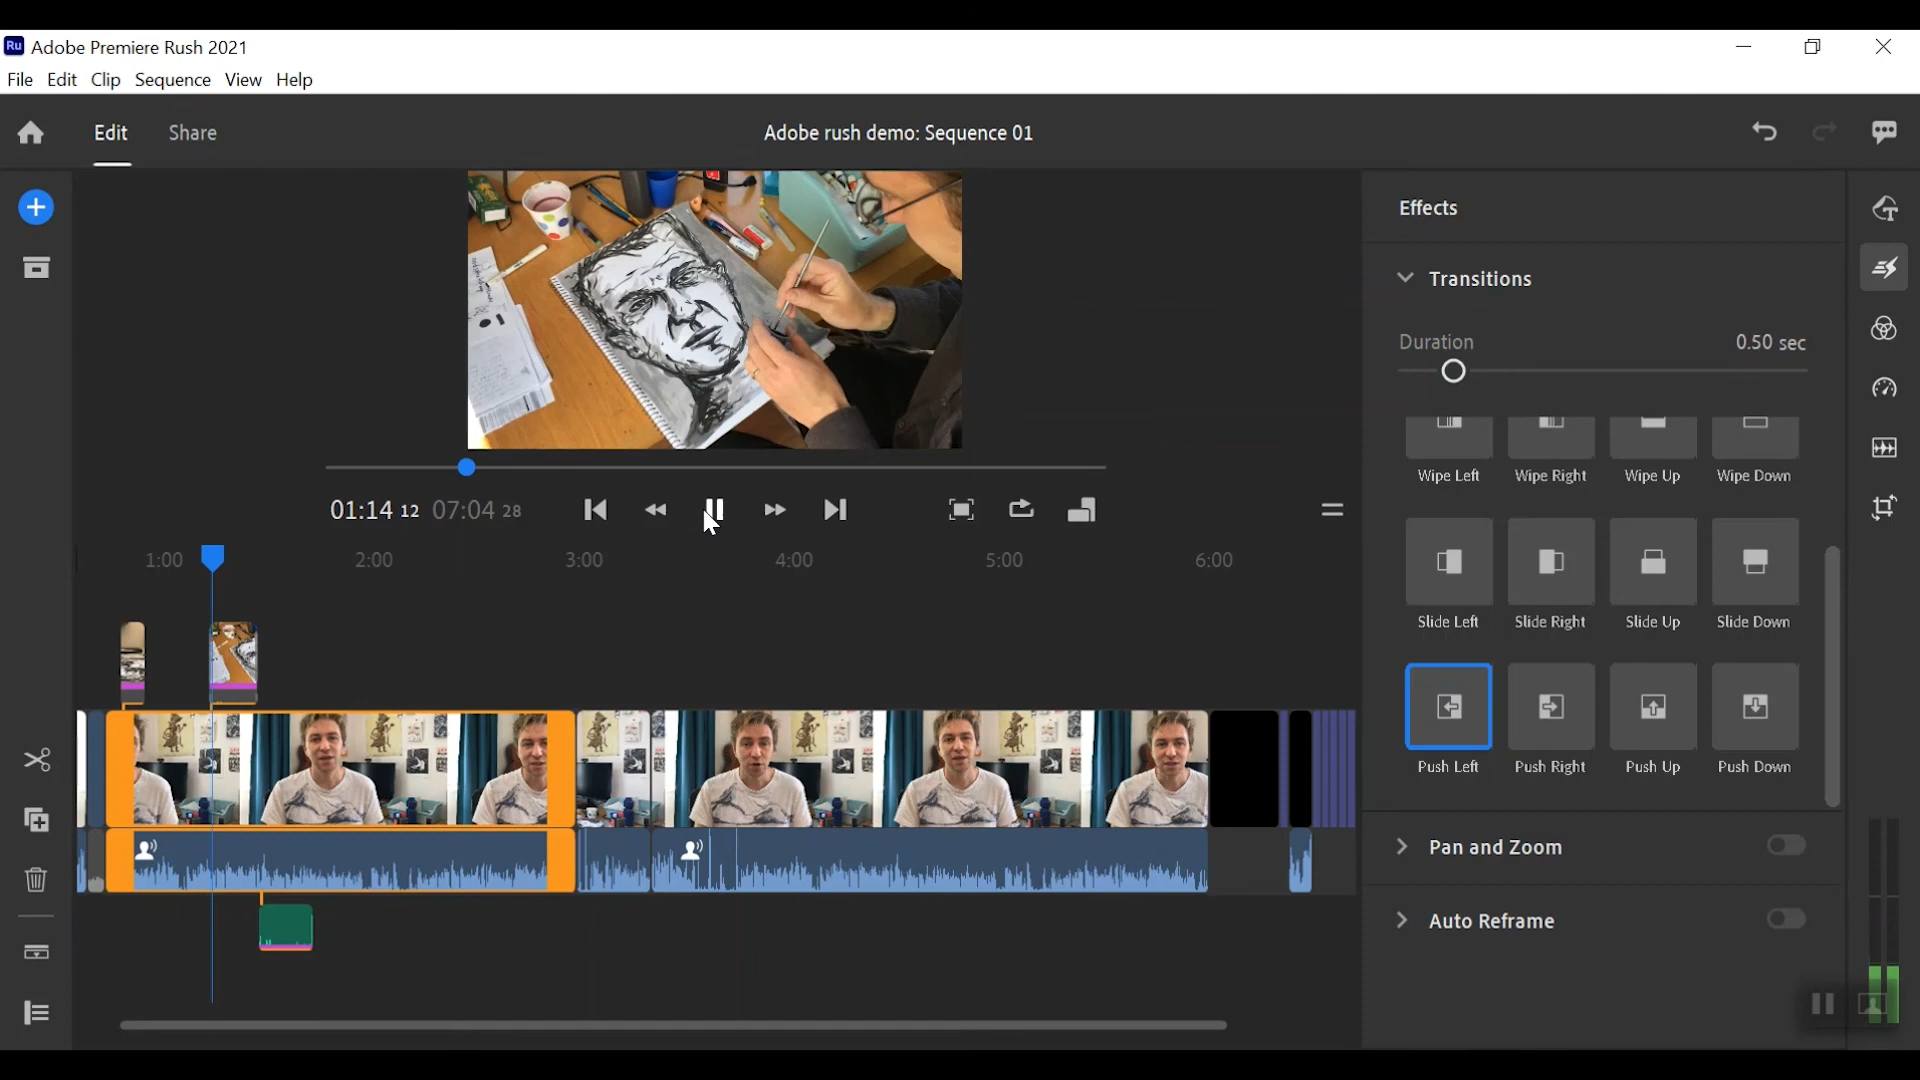 Ru Adobe Premiere Rush 2021
File Edit Clip Sequence View Help
Edit Share
Adobe rush demo: Sequence 01
Effects
Transitions
Duration 0.50 sec
Wipe Left Wipe Right Wipe Up Wipe Down
01:14 12 07:04 28
1:00 2:00 3:00 4:00 5:00 6:00
Slide Left Slide Right Slide Up Slide Down
Push Left Push Right Push Up Push Down
Pan and Zoom
Auto Reframe